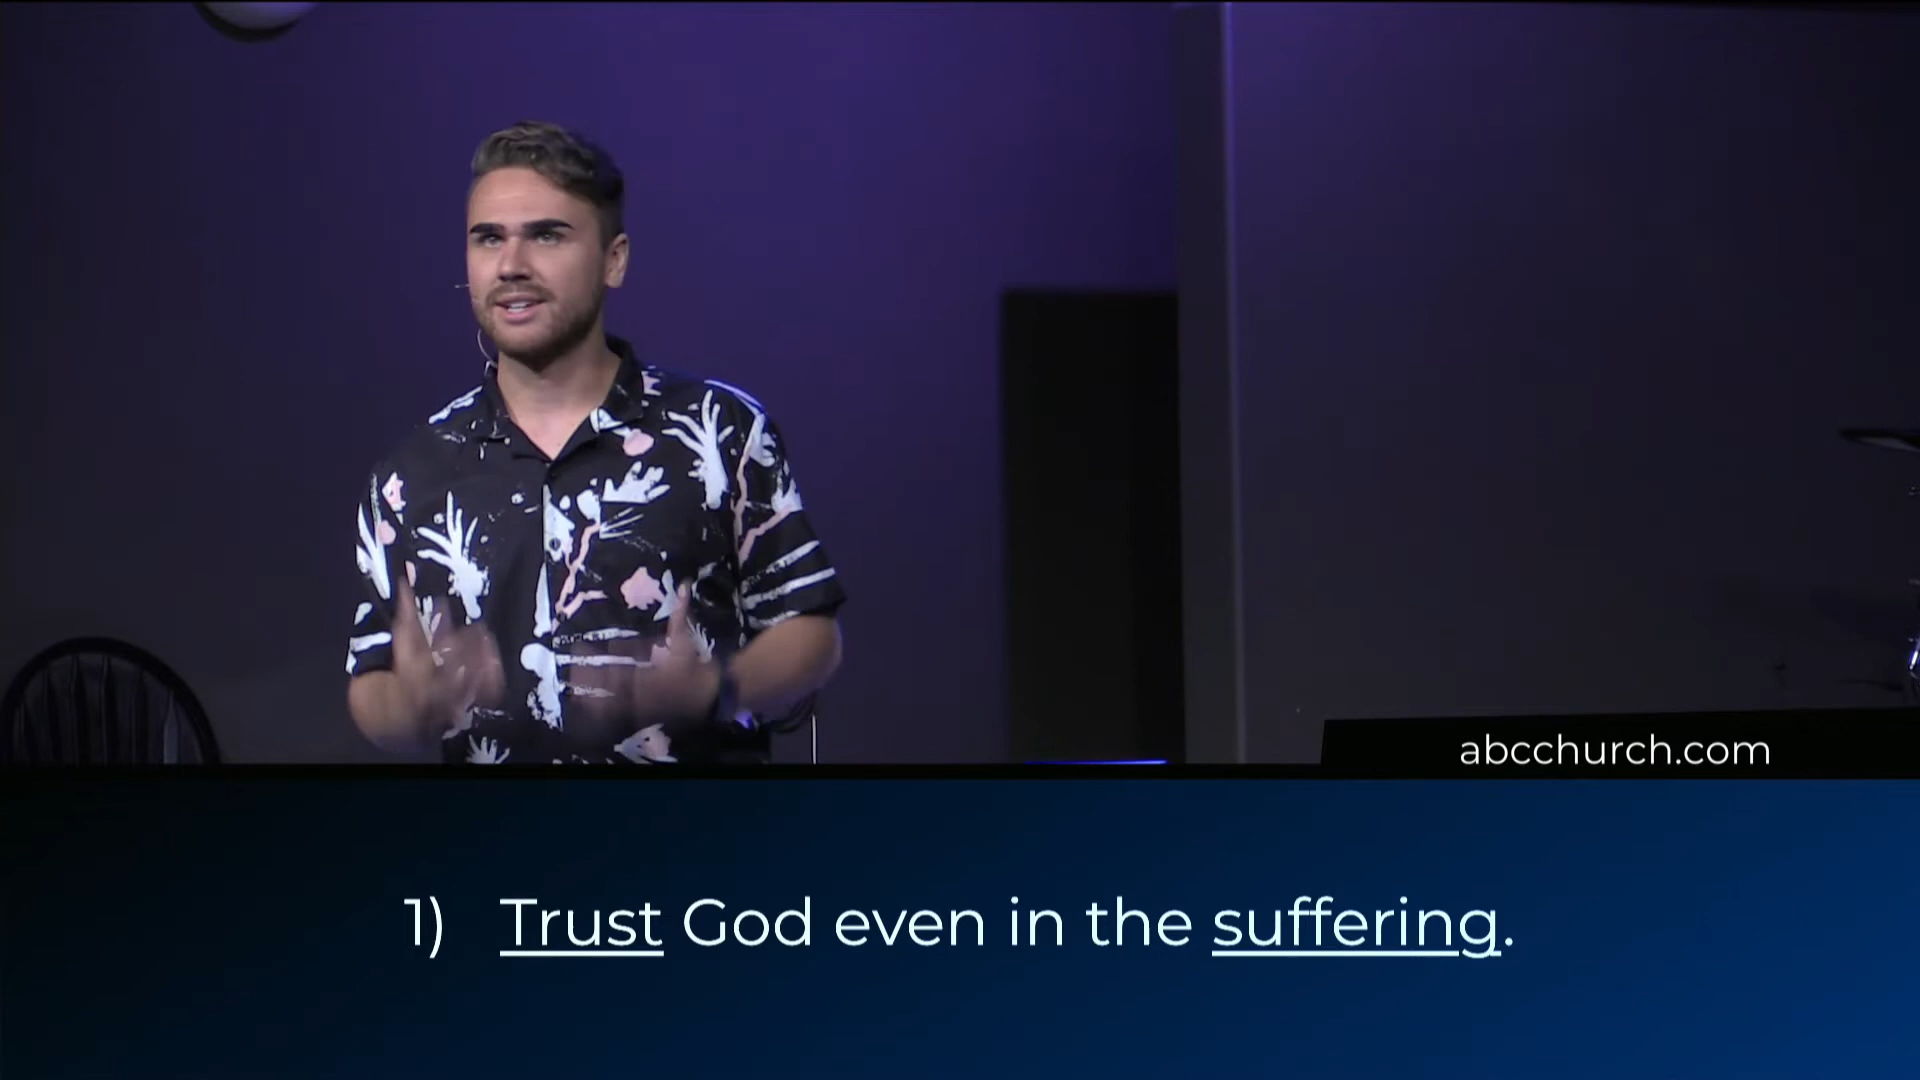 abcchurch.com
1) Trust God even in the suffering.